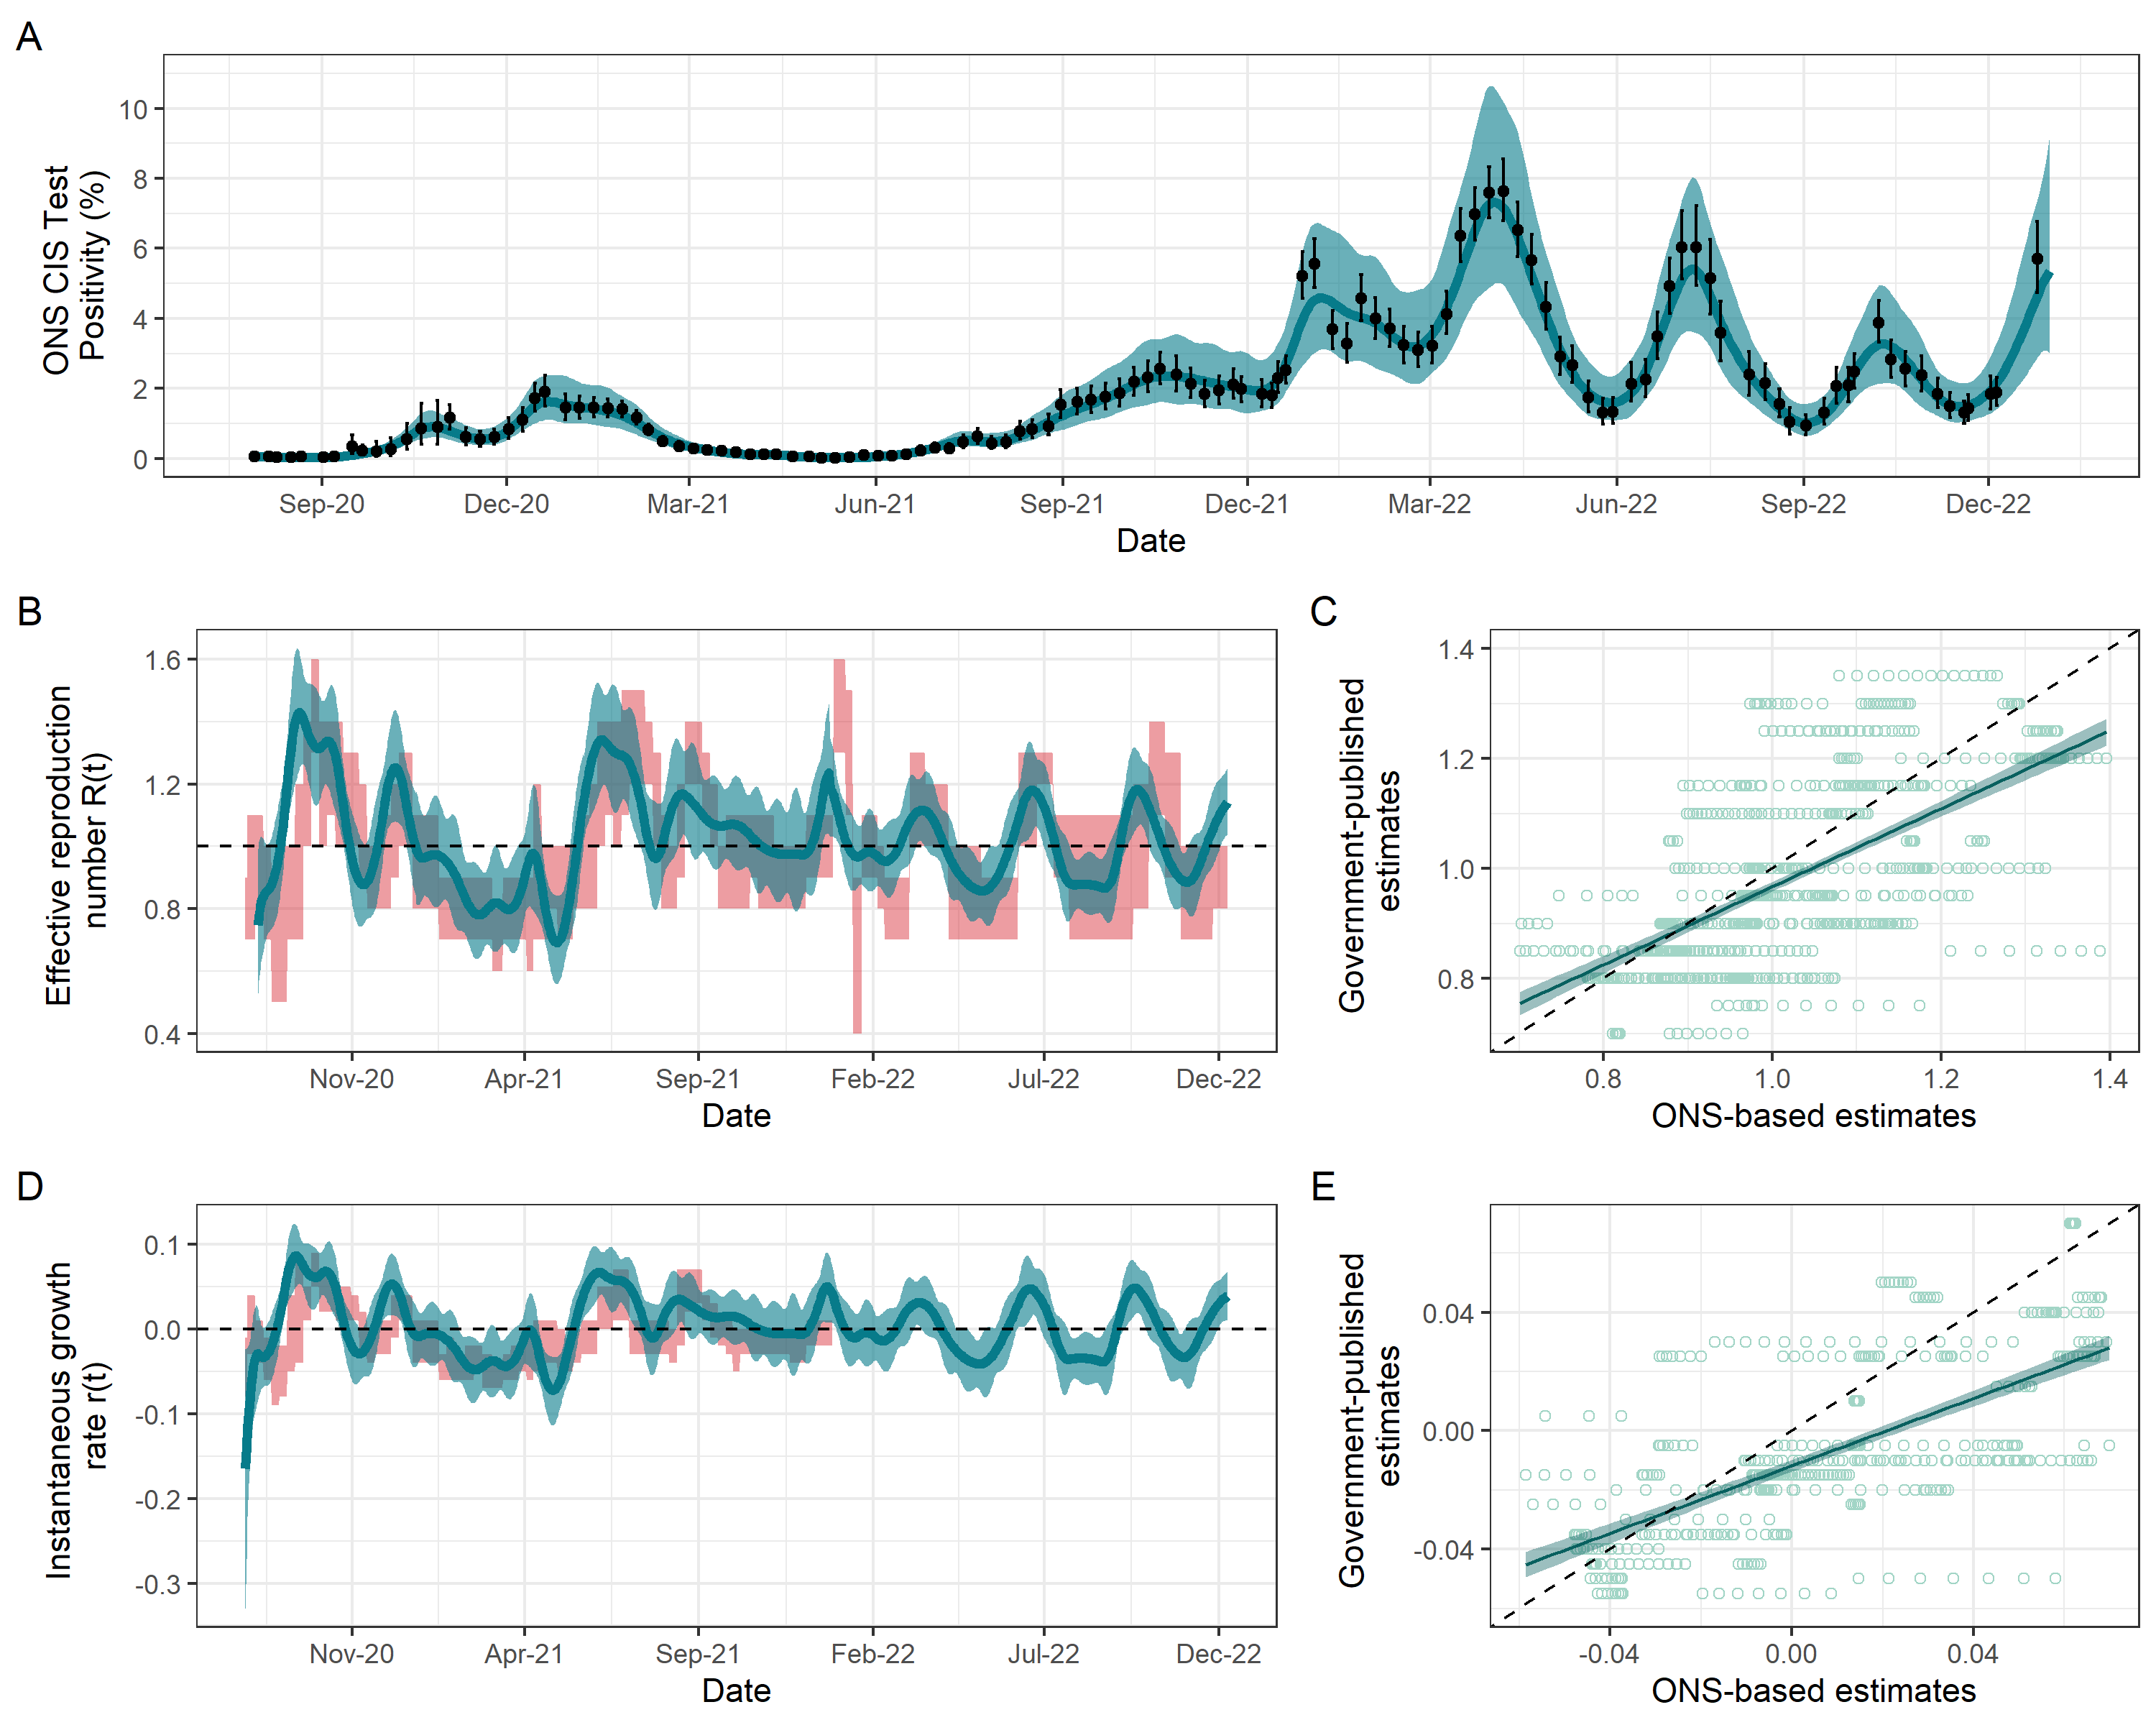 A
ONS CIS Test
Positivity (%)
10
8
6
4
2
0
Sep-20 Dec-20 Mar-21 Jun-21 Sep-21 Dec-21 Mar-22 Jun-22 Sep-22 Dec-22
Date
B
Effective reproduction
number R(t)
1.6
1.2
0.8
0.4
Nov-20 Apr-21 Sep-21 Feb-22 Jul-22 Dec-22
Date
C
Government-published
estimates
1.4
1.2
1.0
0.8
0.8 1.0 1.2 1.4
ONS-based estimates
D
Instantaneous growth
rate r(t)
0.1
0.0
-0.1
-0.2
-0.3
Nov-20 Apr-21 Sep-21 Feb-22 Jul-22 Dec-22
Date
E
Government-published
estimates
0.04
0.00
-0.04
-0.04 0.00 0.04
ONS-based estimates